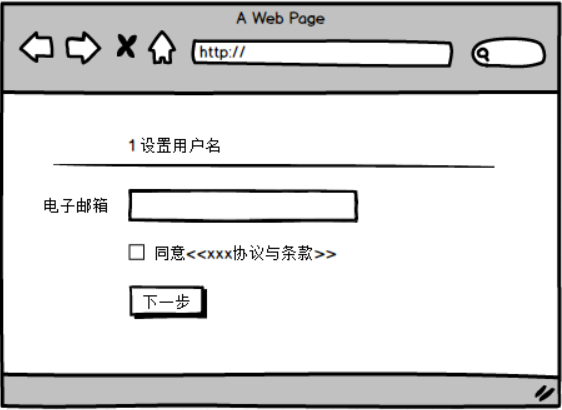 A Web Page
http://
1 设置用户名
电子邮箱
同意<<xxx协议与条款>>
下一步